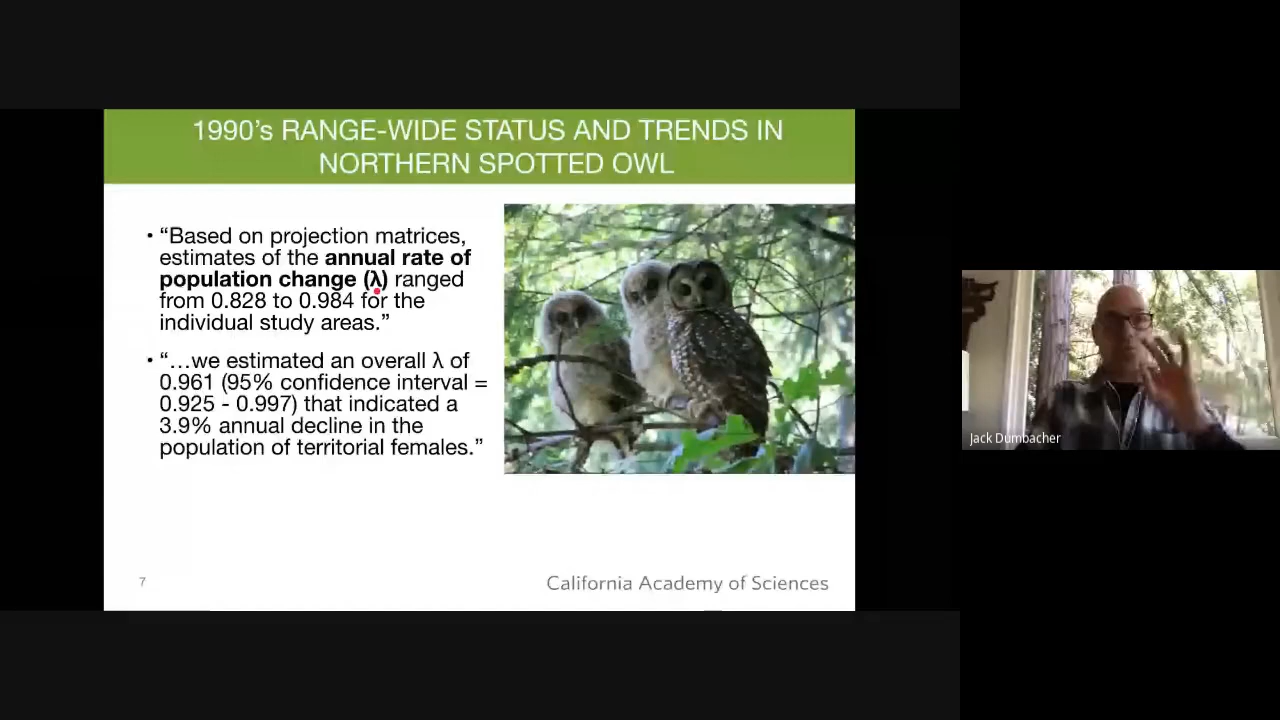 1990’s RANGE-WIDE STATUS AND TRENDS IN
NORTHERN SPOTTED OWL
• “Based on projection matrices,
estimates of the annual rate of
population change (λ) ranged
from 0.828 to 0.984 for the
individual study areas.”
• “…we estimated an overall λ of
0.961 (95% confidence interval =
0.925 - 0.997) that indicated a
3.9% annual decline in the
population of territorial females.”
7
California Academy of Sciences
Jack Dumbacher